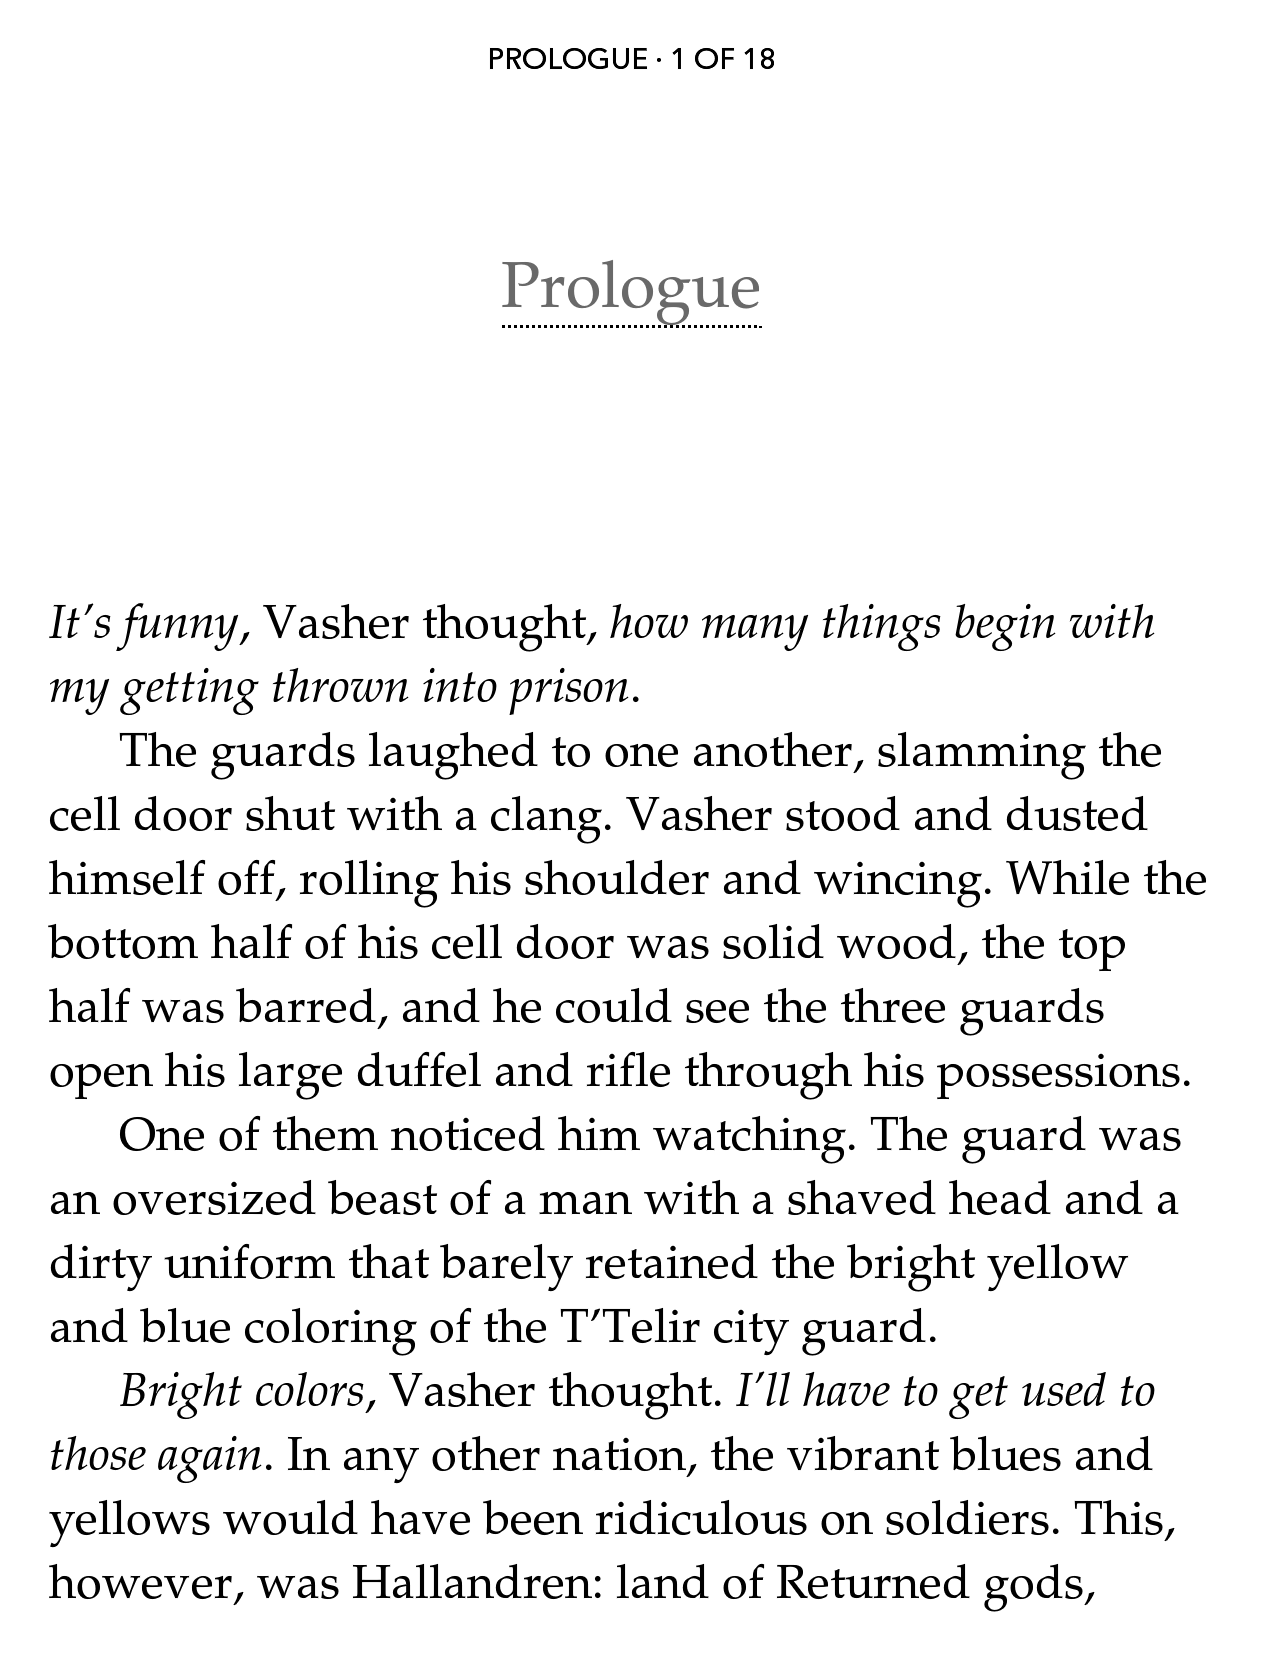 PROLOGUE · 1 OF 18
Prologue
It’s funny, Vasher thought, how many things begin with
my getting thrown into prison.
The guards laughed to one another, slamming the
cell door shut with a clang. Vasher stood and dusted
himself off, rolling his shoulder and wincing. While the
bottom half of his cell door was solid wood, the top
half was barred, and he could see the three guards
open his large duffel and rifle through his possessions.
One of them noticed him watching. The guard was
an oversized beast of a man with a shaved head and a
dirty uniform that barely retained the bright yellow
and blue coloring of the T’Telir city guard.
Bright colors, Vasher thought. I’ll have to get used to
those again. In any other nation, the vibrant blues and
yellows would have been ridiculous on soldiers. This,
however, was Hallandren: land of Returned gods,